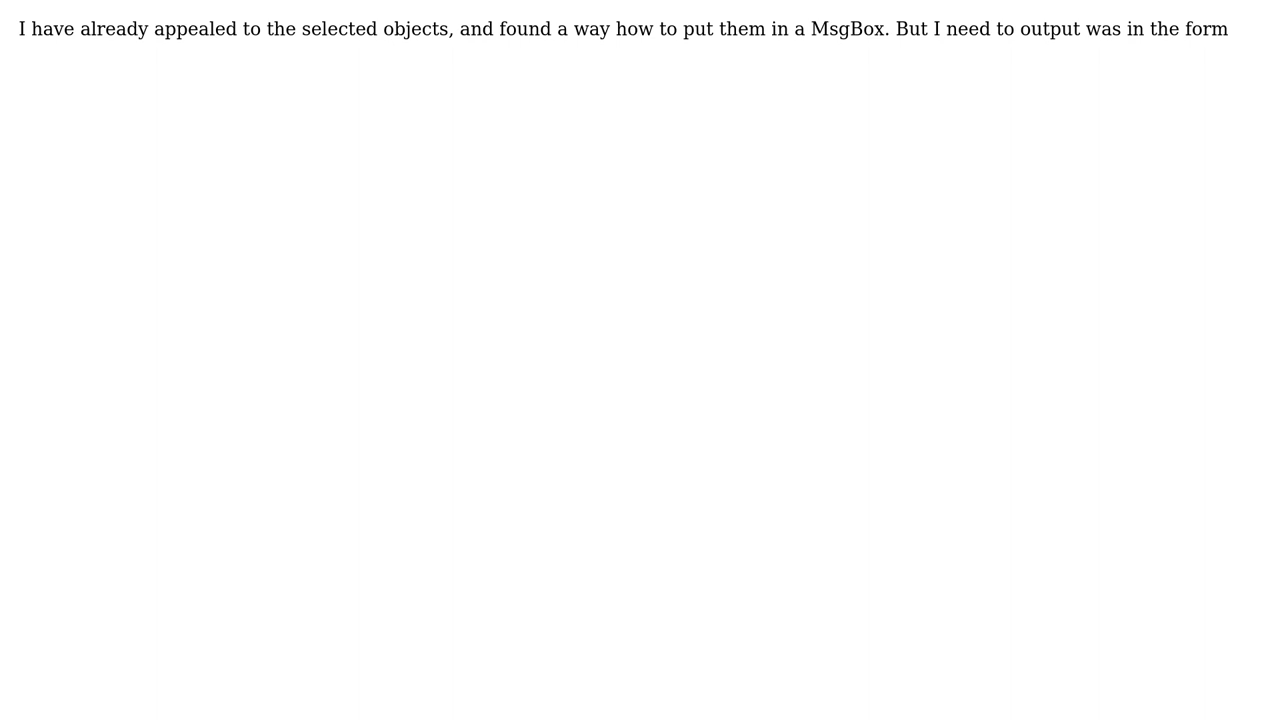 I have already appealed to the selected objects, and found a way how to put them in a MsgBox. But I need to output was in the form